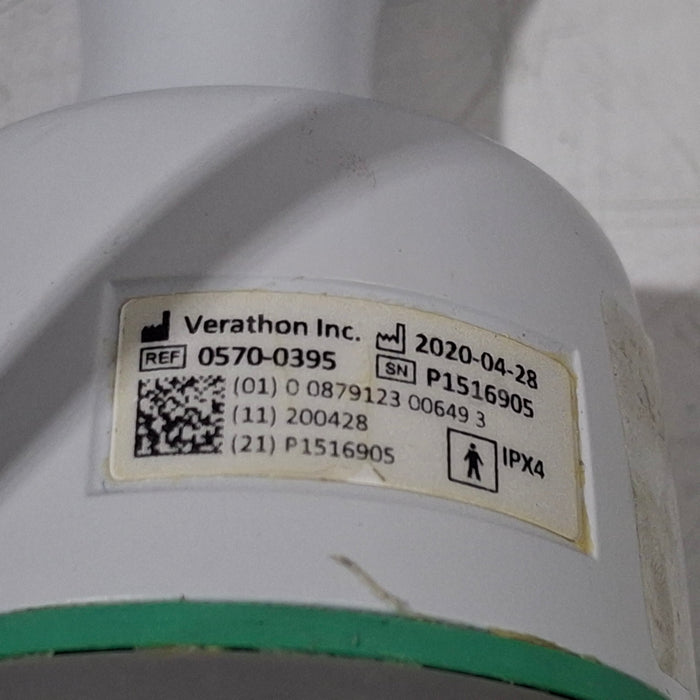 Verathon Inc. 2020-04-28
REF 0570-0395 SN P1516905
(01) 0 0879123 00649 3
(11) 200428
(21) P1516905
IPX4